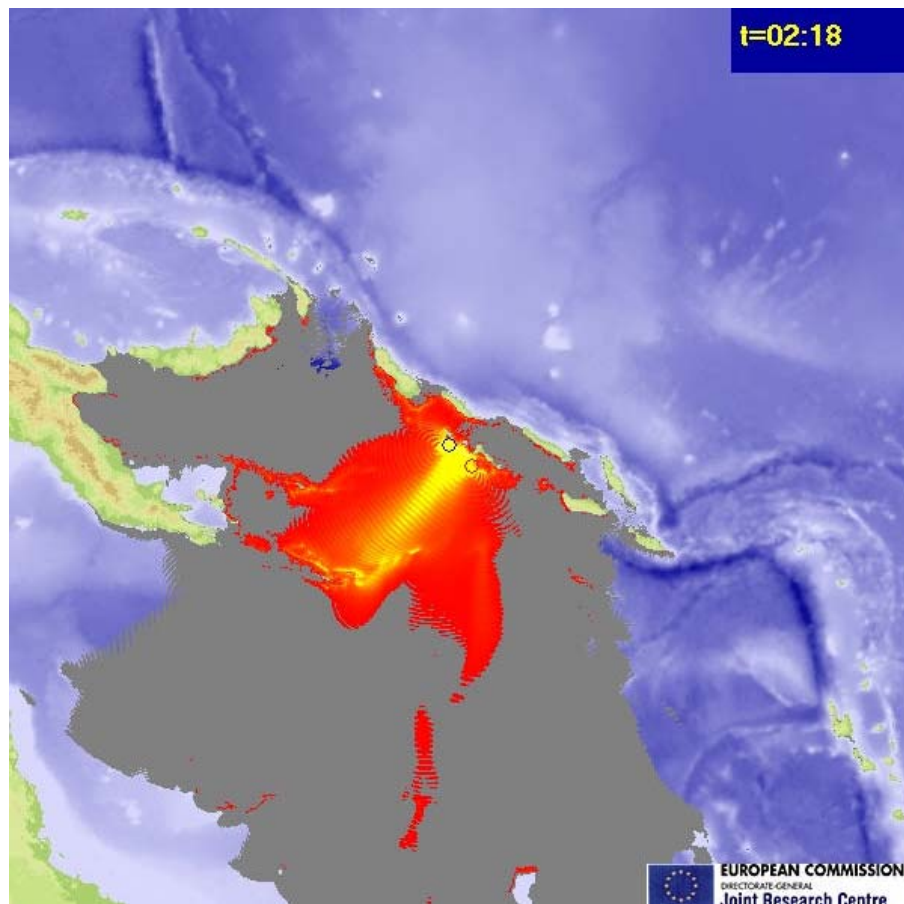 t=02:18
EUROPEAN COMMISSION
DIRECTORATE-GENERAL
Joint Research Centre